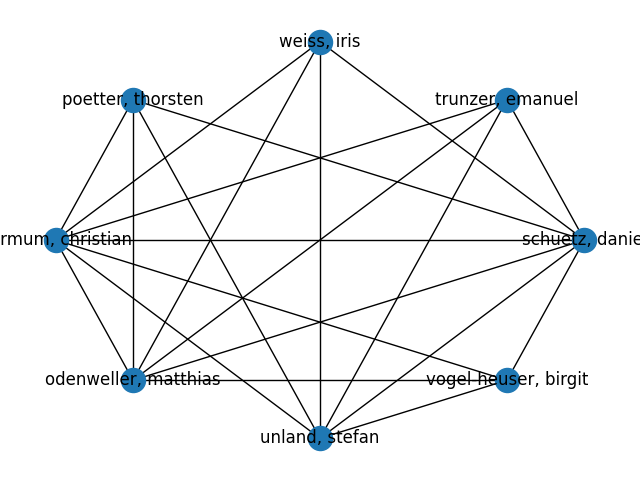 weiss, iris
poetter, thorsten
trunzer, emanuel
rmum, christian
schuetz, danie
odenweller, matthias
vogel-heuser, birgit
unland, stefan